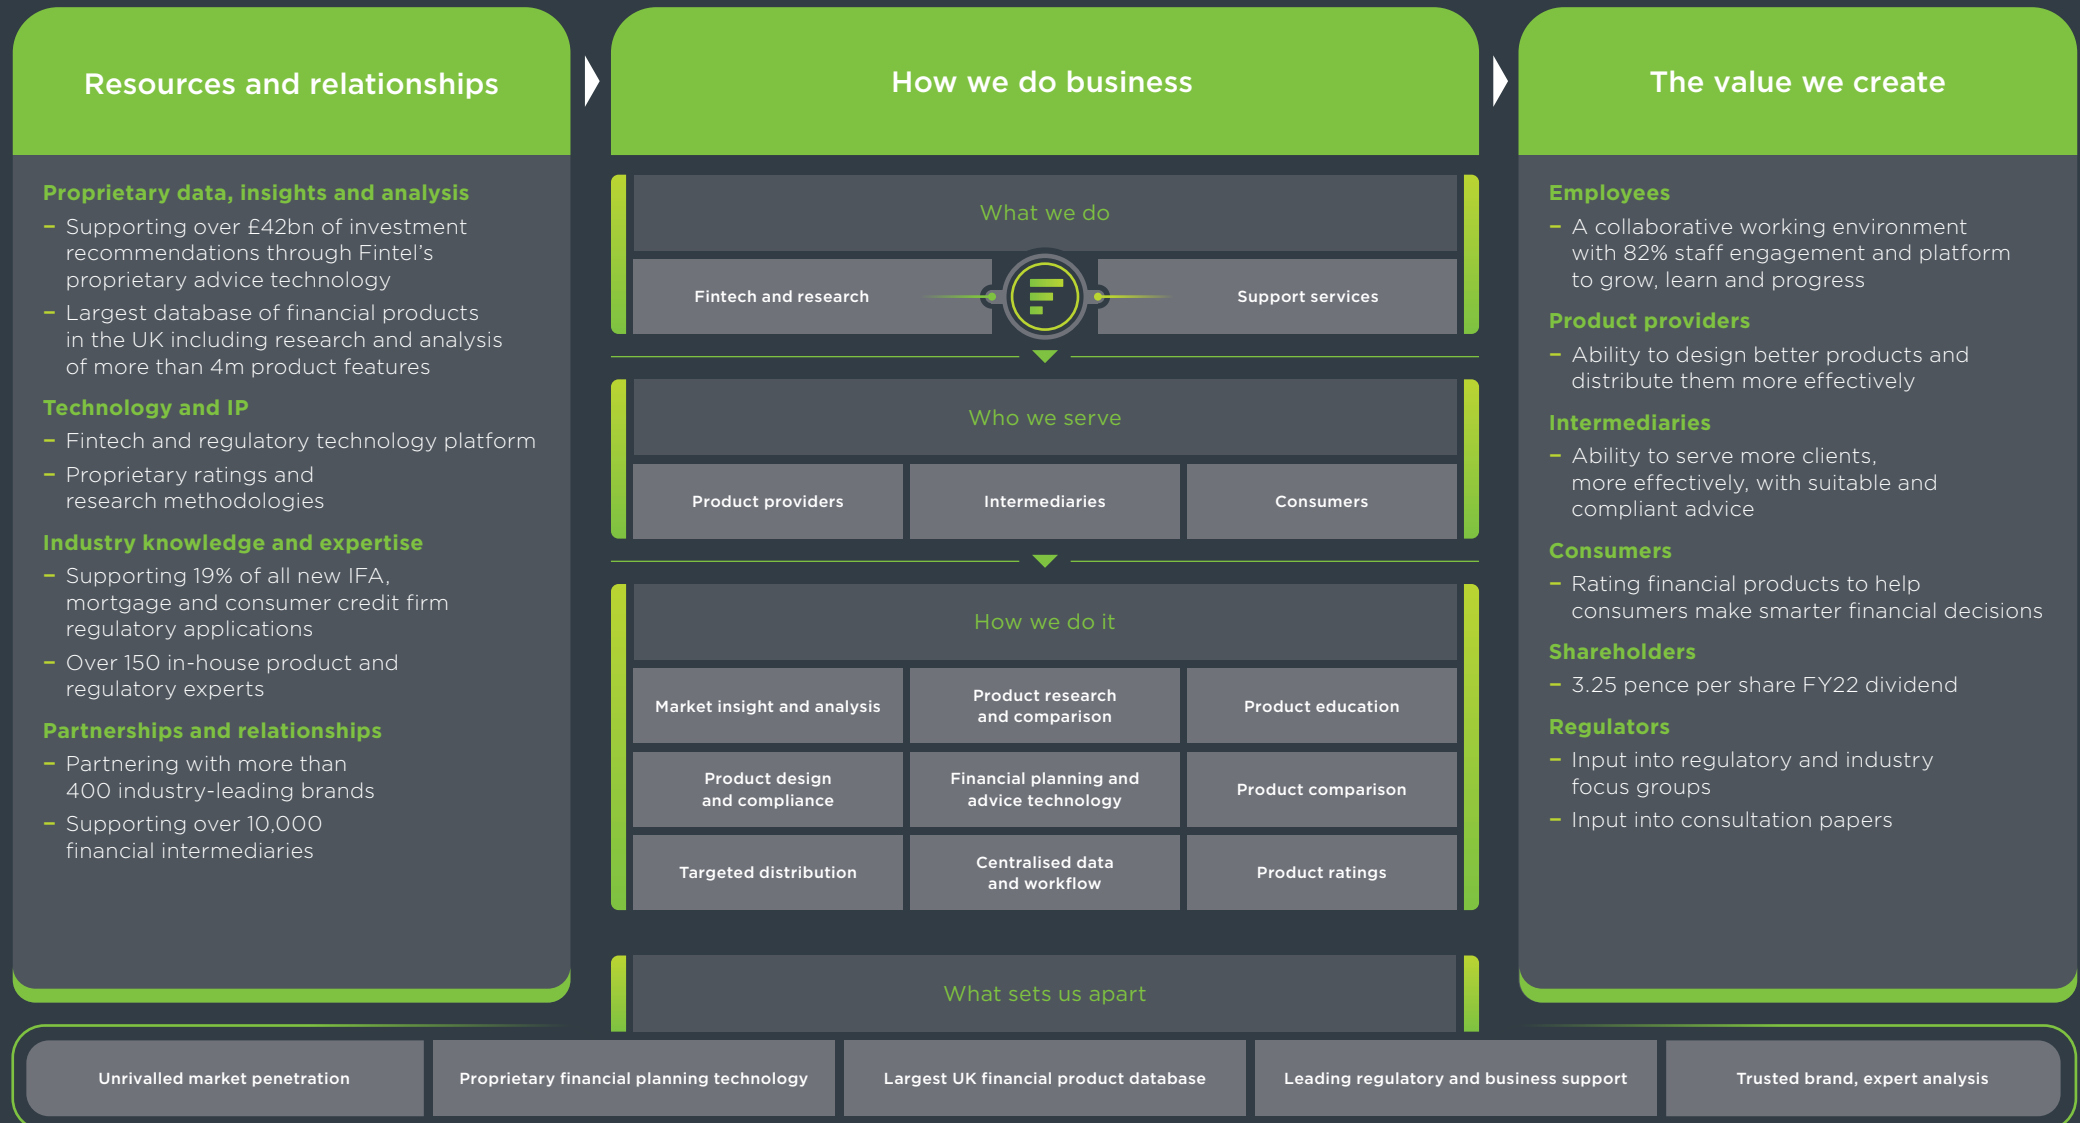 Resources and relationships
Proprietary data, insights and analysis
– Supporting over £42bn of investment
recommendations through Fintel’s
proprietary advice technology
– Largest database of financial products
in the UK including research and analysis
of more than 4m product features
Technology and IP
– Fintech and regulatory technology platform
– Proprietary ratings and
research methodologies
Industry knowledge and expertise
– Supporting 19% of all new IFA,
mortgage and consumer credit firm
regulatory applications
– Over 150 in-house product and
regulatory experts
Partnerships and relationships
– Partnering with more than
400 industry-leading brands
– Supporting over 10,000
financial intermediaries
How we do business
What we do
Fintech and research
Support services
Who we serve
Product providers
Intermediaries
Consumers
How we do it
Market insight and analysis
Product research
and comparison
Product education
Product design
and compliance
Financial planning and
advice technology
Product comparison
Targeted distribution
Centralised data
and workflow
Product ratings
The value we create
Employees
– A collaborative working environment
with 82% staff engagement and platform
to grow, learn and progress
Product providers
– Ability to design better products and
distribute them more effectively
Intermediaries
– Ability to serve more clients,
more effectively, with suitable and
compliant advice
Consumers
– Rating financial products to help
consumers make smarter financial decisions
Shareholders
– 3.25 pence per share FY22 dividend
Regulators
– Input into regulatory and industry
focus groups
– Input into consultation papers
What sets us apart
Unrivalled market penetration
Proprietary financial planning technology
Largest UK financial product database
Leading regulatory and business support
Trusted brand, expert analysis